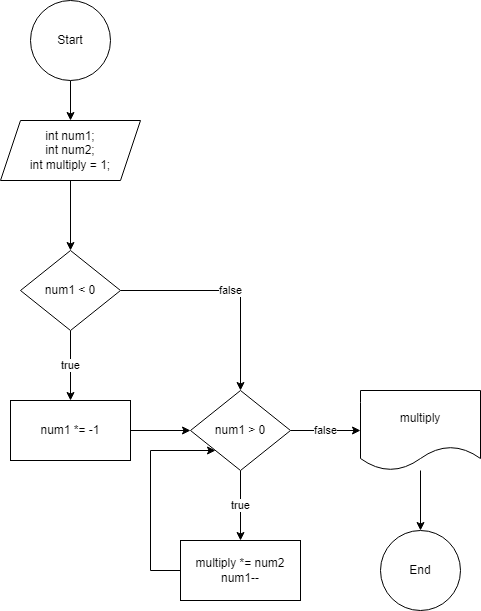 Start
int num1;
int num2;
int multiply = 1;
num1 < 0
false
true
num1 *= -1
num1 > 0
false
multiply
true
multiply *= num2
num1--
End